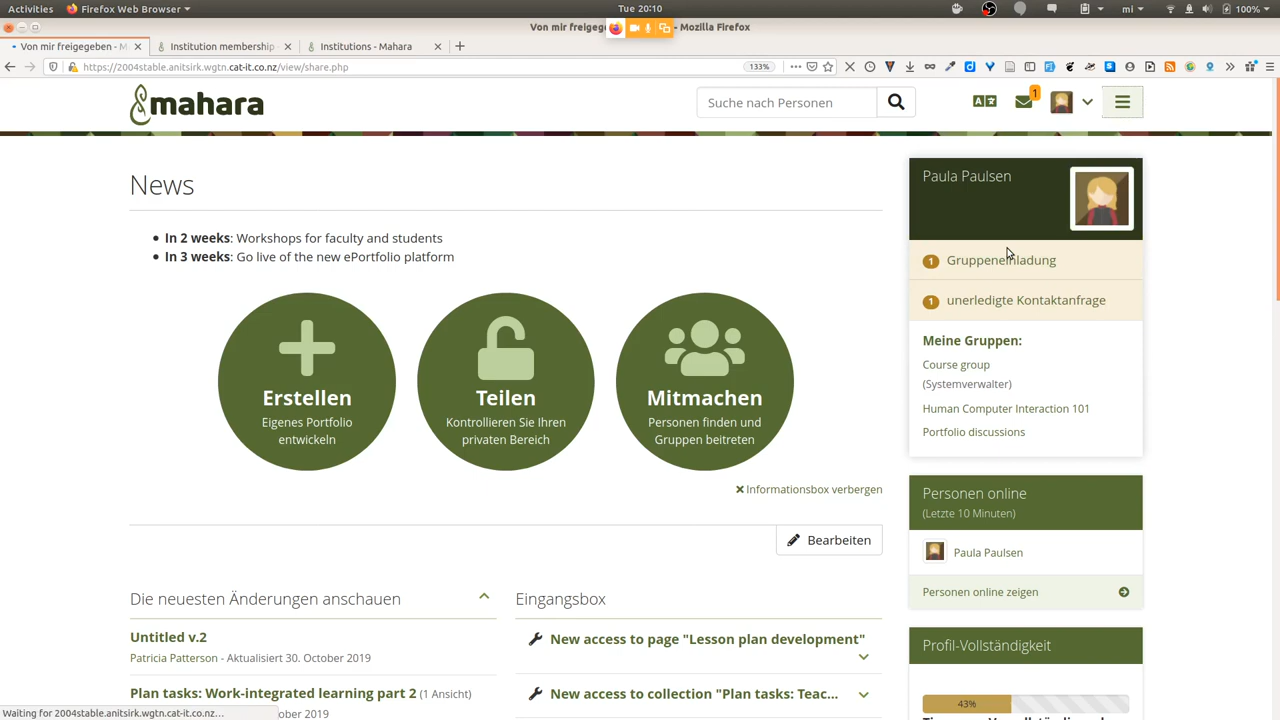 Activities
Firefox Web Browser
Tue 20∶10
mi
100%
Von mir freigege
- Mozilla Firefox
Von mir freigegeben - M
Institution membership
Institutions - Mahara
https://2004stable.anitsirk.wgtn.cat-it.co.nz/view/share.php
133%
mahara
Suche nach Personen
1
News
In 2 weeks: Workshops for faculty and students
In 3 weeks: Go live of the new ePortfolio platform
Erstellen
Eigenes Portfolio
entwickeln
Teilen
Kontrollieren Sie Ihren
privaten Bereich
Mitmachen
Personen finden und
Gruppen beitreten
Informationsbox verbergen
Bearbeiten
Die neuesten Änderungen anschauen
Untitled v.2
Patricia Patterson - Aktualisiert 30. October 2019
Plan tasks: Work-integrated learning part 2 (1 Ansicht)
ober 2019
Eingangsbox
New access to page "Lesson plan development"
New access to collection "Plan tasks: Teac...
Paula Paulsen
1 Gruppeneinladung
1 unerledigte Kontaktanfrage
Meine Gruppen:
Course group
(Systemverwalter)
Human Computer Interaction 101
Portfolio discussions
Personen online
(Letzte 10 Minuten)
Paula Paulsen
Personen online zeigen
Profil-Vollständigkeit
43%
Waiting for 2004stable.anitsirk.wgtn.cat-it.co.nz...